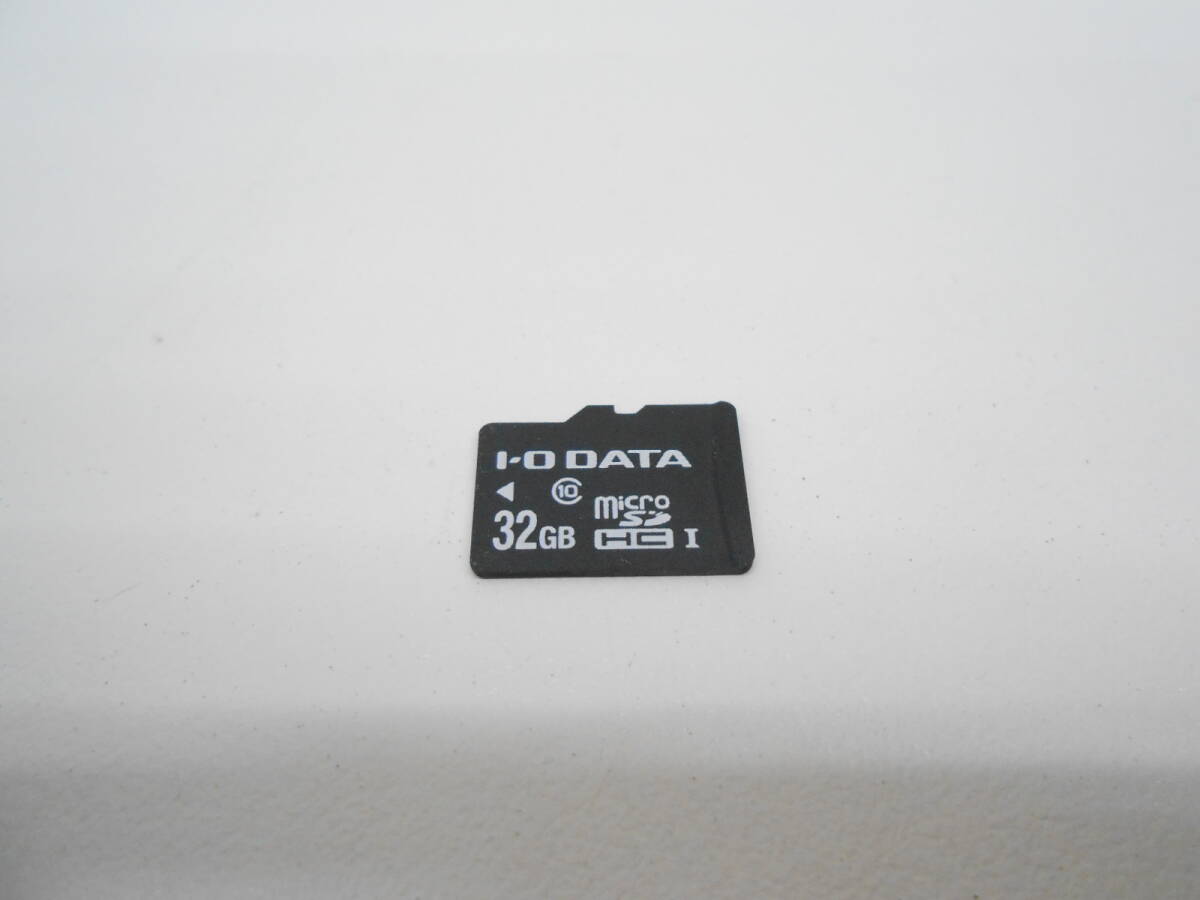 I-O DATA
◀ 10 micro SD
32GB HC I